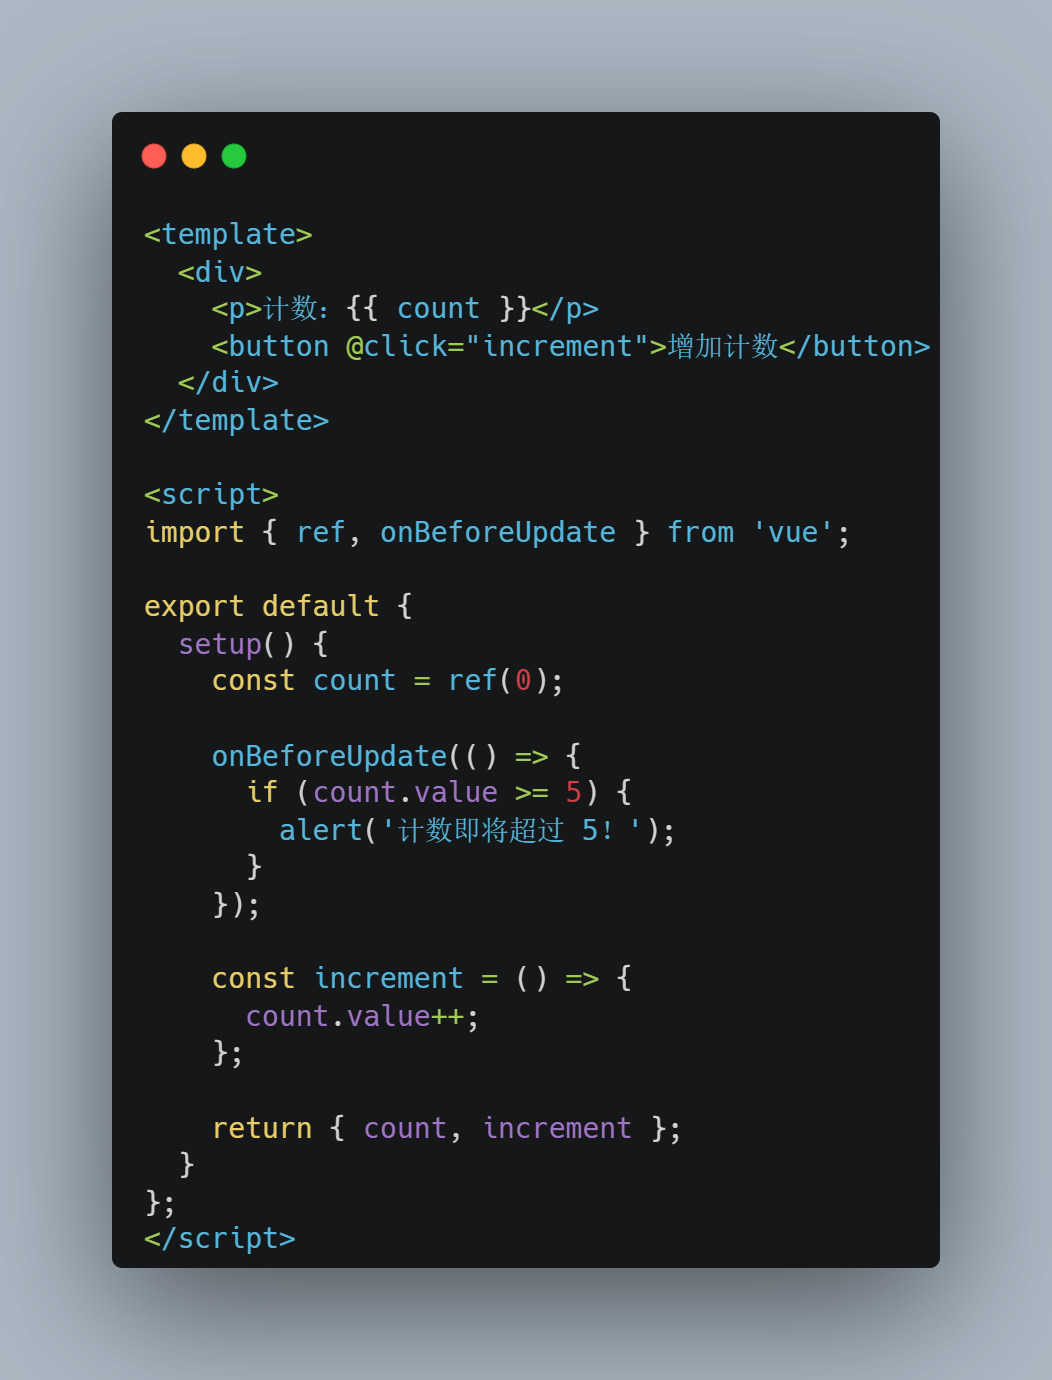 <template>
  <div>
    <p>计数：{{ count }}</p>
    <button @click="increment">增加计数</button>
  </div>
</template>

<script>
import { ref, onBeforeUpdate } from 'vue';

export default {
  setup() {
    const count = ref(0);

    onBeforeUpdate(() => {
      if (count.value >= 5) {
        alert('计数即将超过 5！');
      }
    });

    const increment = () => {
      count.value++;
    };

    return { count, increment };
  }
};
</script>